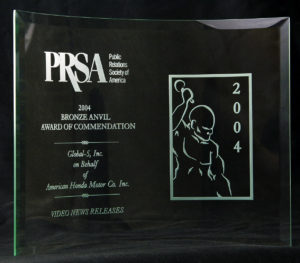 PRSA
Public
Relations
Society of
America
2004
BRONZE ANVIL
AWARD OF COMMENDATION
Global-5, Inc.
on Behalf
of
American Honda Motor Co. Inc.
VIDEO NEWS RELEASES
2004